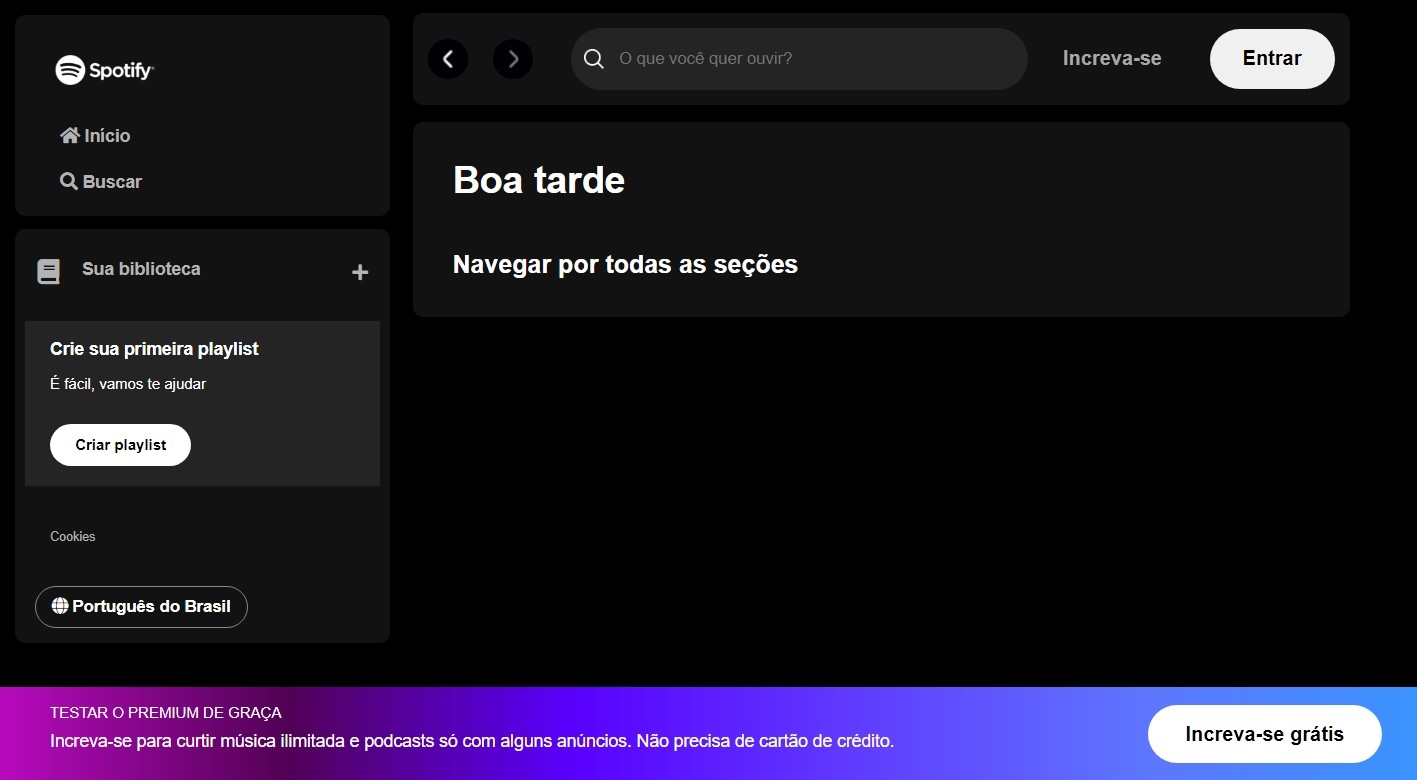 Spotify
Início
Buscar
Sua biblioteca
Crie sua primeira playlist
É fácil, vamos te ajudar
Criar playlist
Cookies
Português do Brasil
O que você quer ouvir?
Increva-se
Entrar
Boa tarde
Navegar por todas as seções
TESTAR O PREMIUM DE GRAÇA
Increva-se para curtir música ilimitada e podcasts só com alguns anúncios. Não precisa de cartão de crédito.
Increva-se grátis